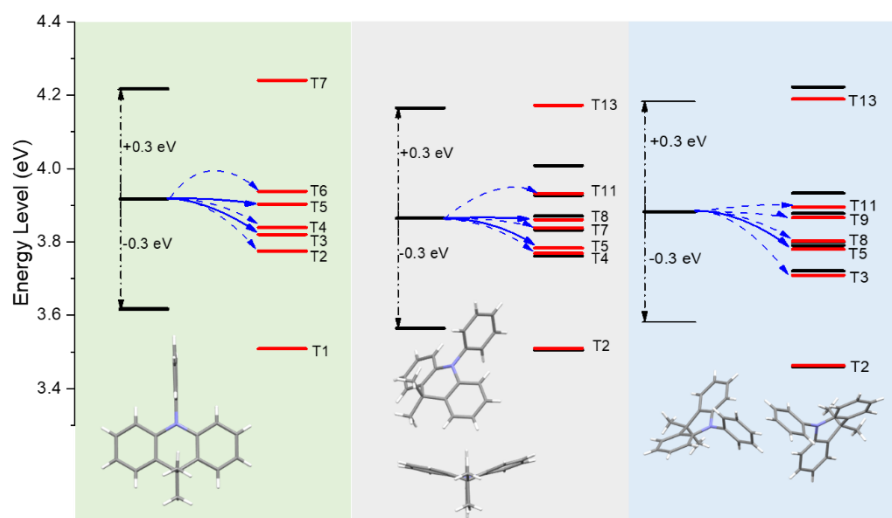 Energy Level (eV)
4.4
4.2
4.0
3.8
3.6
3.4
+0.3 eV
-0.3 eV
T7
T6
T5
T4
T3
T2
T1
+0.3 eV
-0.3 eV
T13
T11
T8
T7
T5
T4
T2
+0.3 eV
-0.3 eV
T13
T11
T9
T8
T5
T3
T2